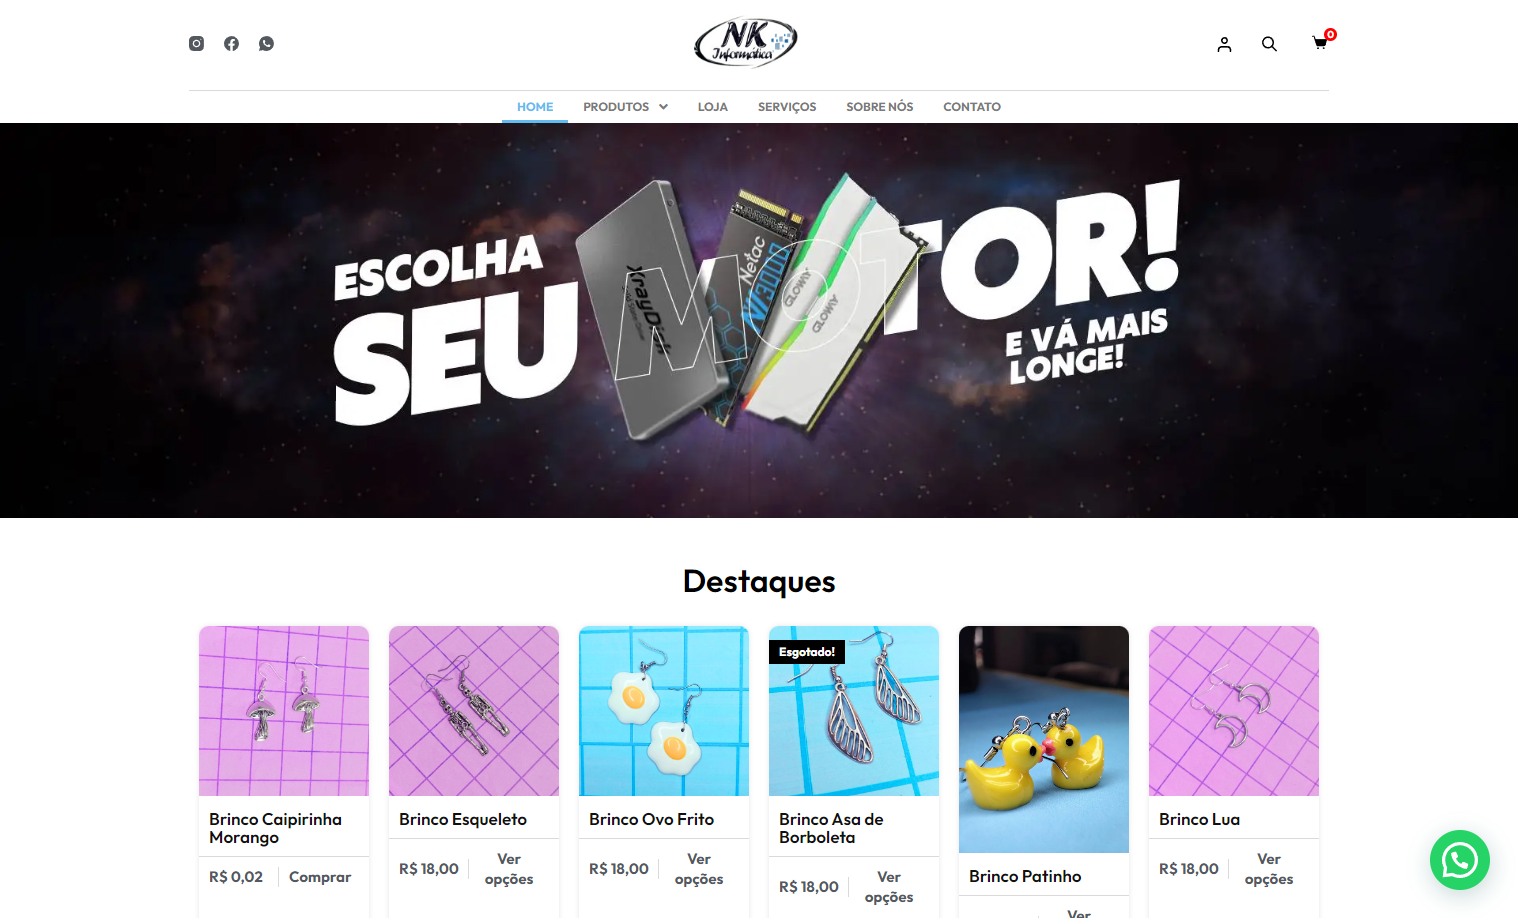 NK
Informática
0
HOME
PRODUTOS
LOJA
SERVIÇOS
SOBRE NÓS
CONTATO
ESCOLHA
SEU
MOTOR!
E VÁ MAIS
LONGE!
XrayDisk
Netac
GLOWAY
GLOWAY
Destaques
Esgotado!
Brinco Caipirinha
Morango
R$ 0,02
Comprar
Brinco Esqueleto
R$ 18,00
Ver
opções
Brinco Ovo Frito
R$ 18,00
Ver
opções
Brinco Asa de
Borboleta
R$ 18,00
Ver
opções
Brinco Patinho
Ver
Brinco Lua
R$ 18,00
Ver
opções